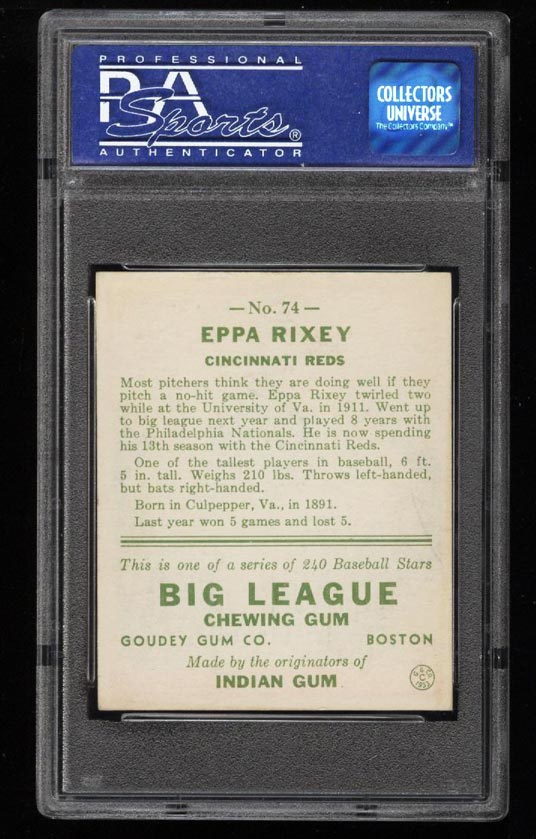 PROFESSIONAL
PSA
Sports®
AUTHENTICATOR
COLLECTORS
UNIVERSE
The Collectors Company™
— No. 74 —
EPPA RIXEY
CINCINNATI REDS
Most pitchers think they are doing well if they
pitch a no-hit game. Eppa Rixey twirled two
while at the University of Va. in 1911. Went up
to big league next year and played 8 years with
the Philadelphia Nationals. He is now spending
his 13th season with the Cincinnati Reds.
One of the tallest players in baseball, 6 ft.
5 in. tall. Weighs 210 lbs. Throws left-handed,
but bats right-handed.
Born in Culpepper, Va., in 1891.
Last year won 5 games and lost 5.
This is one of a series of 240 Baseball Stars
BIG LEAGUE
CHEWING GUM
GOUDEY GUM CO. BOSTON
Made by the originators of
INDIAN GUM